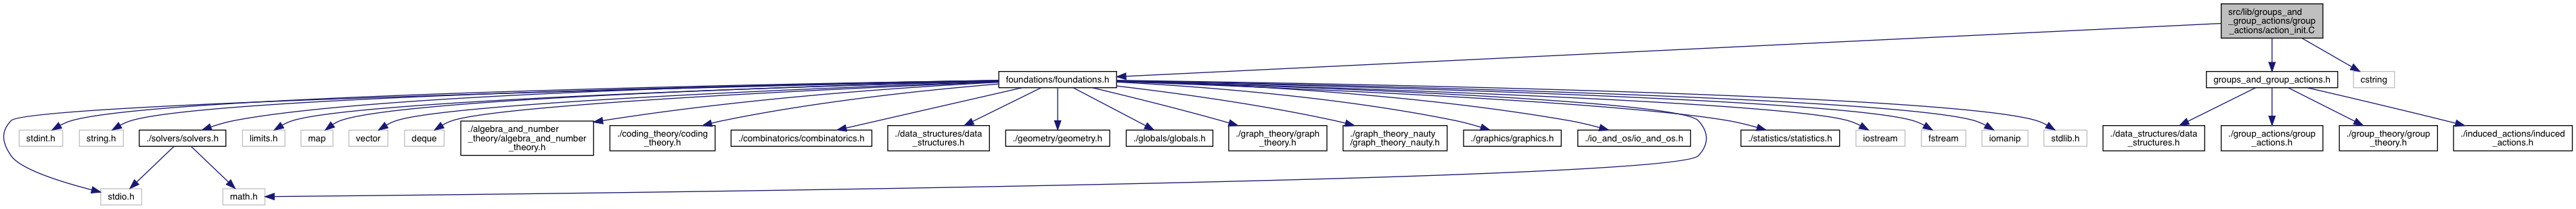 src/lib/groups_and
_group_actions/group
_actions/action_init.C
foundations/foundations.h
groups_and_group_actions.h
cstring
stdint.h
string.h
./solvers/solvers.h
limits.h
map
vector
deque
./algebra_and_number
_theory/algebra_and_number
_theory.h
./coding_theory/coding
_theory.h
./combinatorics/combinatorics.h
./data_structures/data
_structures.h
./geometry/geometry.h
./globals/globals.h
./graph_theory/graph
_theory.h
./graph_theory_nauty
/graph_theory_nauty.h
./graphics/graphics.h
./io_and_os/io_and_os.h
./statistics/statistics.h
iostream
fstream
iomanip
stdlib.h
./data_structures/data
_structures.h
./group_actions/group
_actions.h
./group_theory/group
_theory.h
./induced_actions/induced
_actions.h
stdio.h
math.h